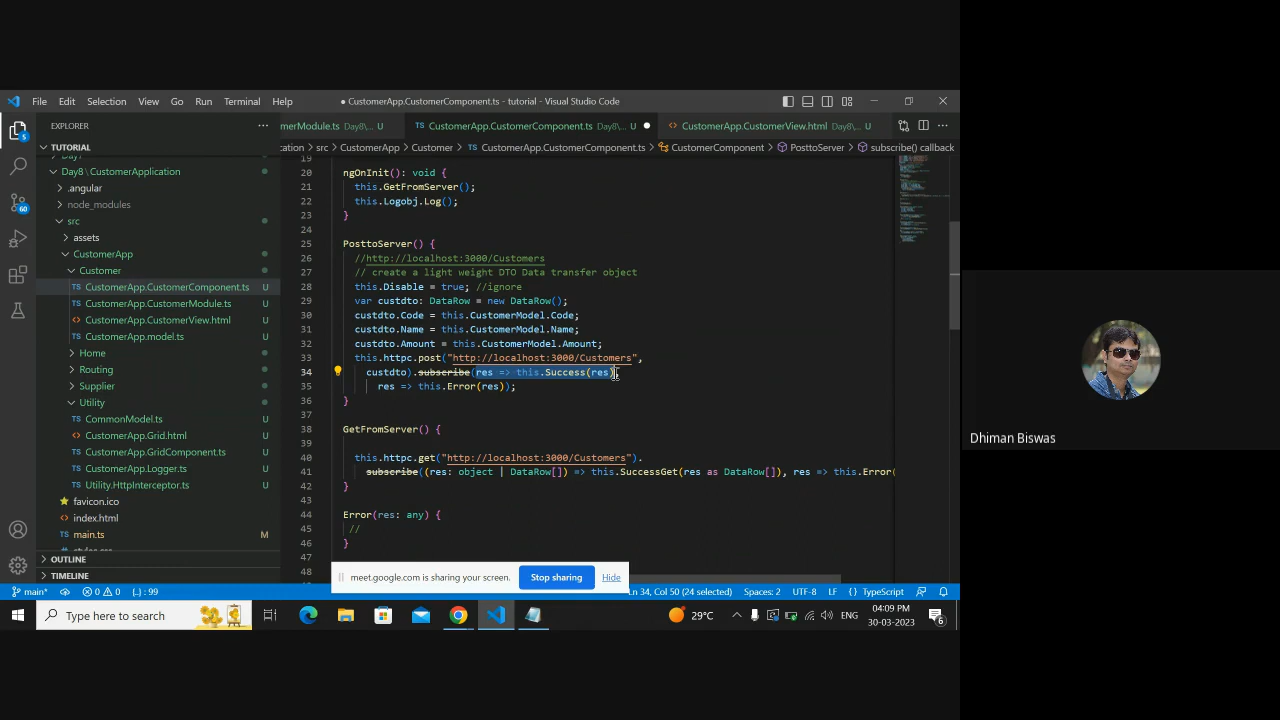 File Edit Selection View Go Run Terminal Help
● CustomerApp.CustomerComponent.ts - tutorial - Visual Studio Code
EXPLORER
TUTORIAL
Day7
Day8\CustomerApplication
.angular
node_modules
src
assets
CustomerApp
Customer
TS CustomerApp.CustomerComponent.ts U
TS CustomerApp.CustomerModule.ts U
<> CustomerApp.CustomerView.html U
TS CustomerApp.model.ts U
Home
Routing
Supplier
Utility
TS CommonModel.ts U
<> CustomerApp.Grid.html U
TS CustomerApp.GridComponent.ts U
TS CustomerApp.Logger.ts U
TS Utility.HttpInterceptor.ts U
favicon.ico
<> index.html
TS main.ts M
OUTLINE
TIMELINE
5
60
merModule.ts Day8\... U
TS CustomerApp.CustomerComponent.ts Day8\... U ●
<> CustomerApp.CustomerView.html Day8\... U
cation > src > CustomerApp > Customer > TS CustomerApp.CustomerComponent.ts > CustomerComponent > PosttoServer > subscribe() callback
19
20 ngOnInit(): void {
21 this.GetFromServer();
22 this.Logobj.Log();
23 }
24
25 PosttoServer() {
26 //http://localhost:3000/Customers
27 // create a light weight DTO Data transfer object
28 this.Disable = true; //ignore
29 var custdto: DataRow = new DataRow();
30 custdto.Code = this.CustomerModel.Code;
31 custdto.Name = this.CustomerModel.Name;
32 custdto.Amount = this.CustomerModel.Amount;
33 this.httpc.post("http://localhost:3000/Customers",
34 custdto).subscribe(res => this.Success(res),
35 res => this.Error(res));
36 }
37
38 GetFromServer() {
39
40 this.httpc.get("http://localhost:3000/Customers").
41 subscribe((res: object | DataRow[]) => this.SuccessGet(res as DataRow[]), res => this.Error(
42 }
43
44 Error(res: any) {
45 //
46 }
47
meet.google.com is sharing your screen. Stop sharing Hide
main* 0 0 {..} : 99 Ln 34, Col 50 (24 selected) Spaces: 2 UTF-8 LF {} TypeScript
Type here to search
29°C
ENG
04:09 PM
30-03-2023
6
Dhiman Biswas